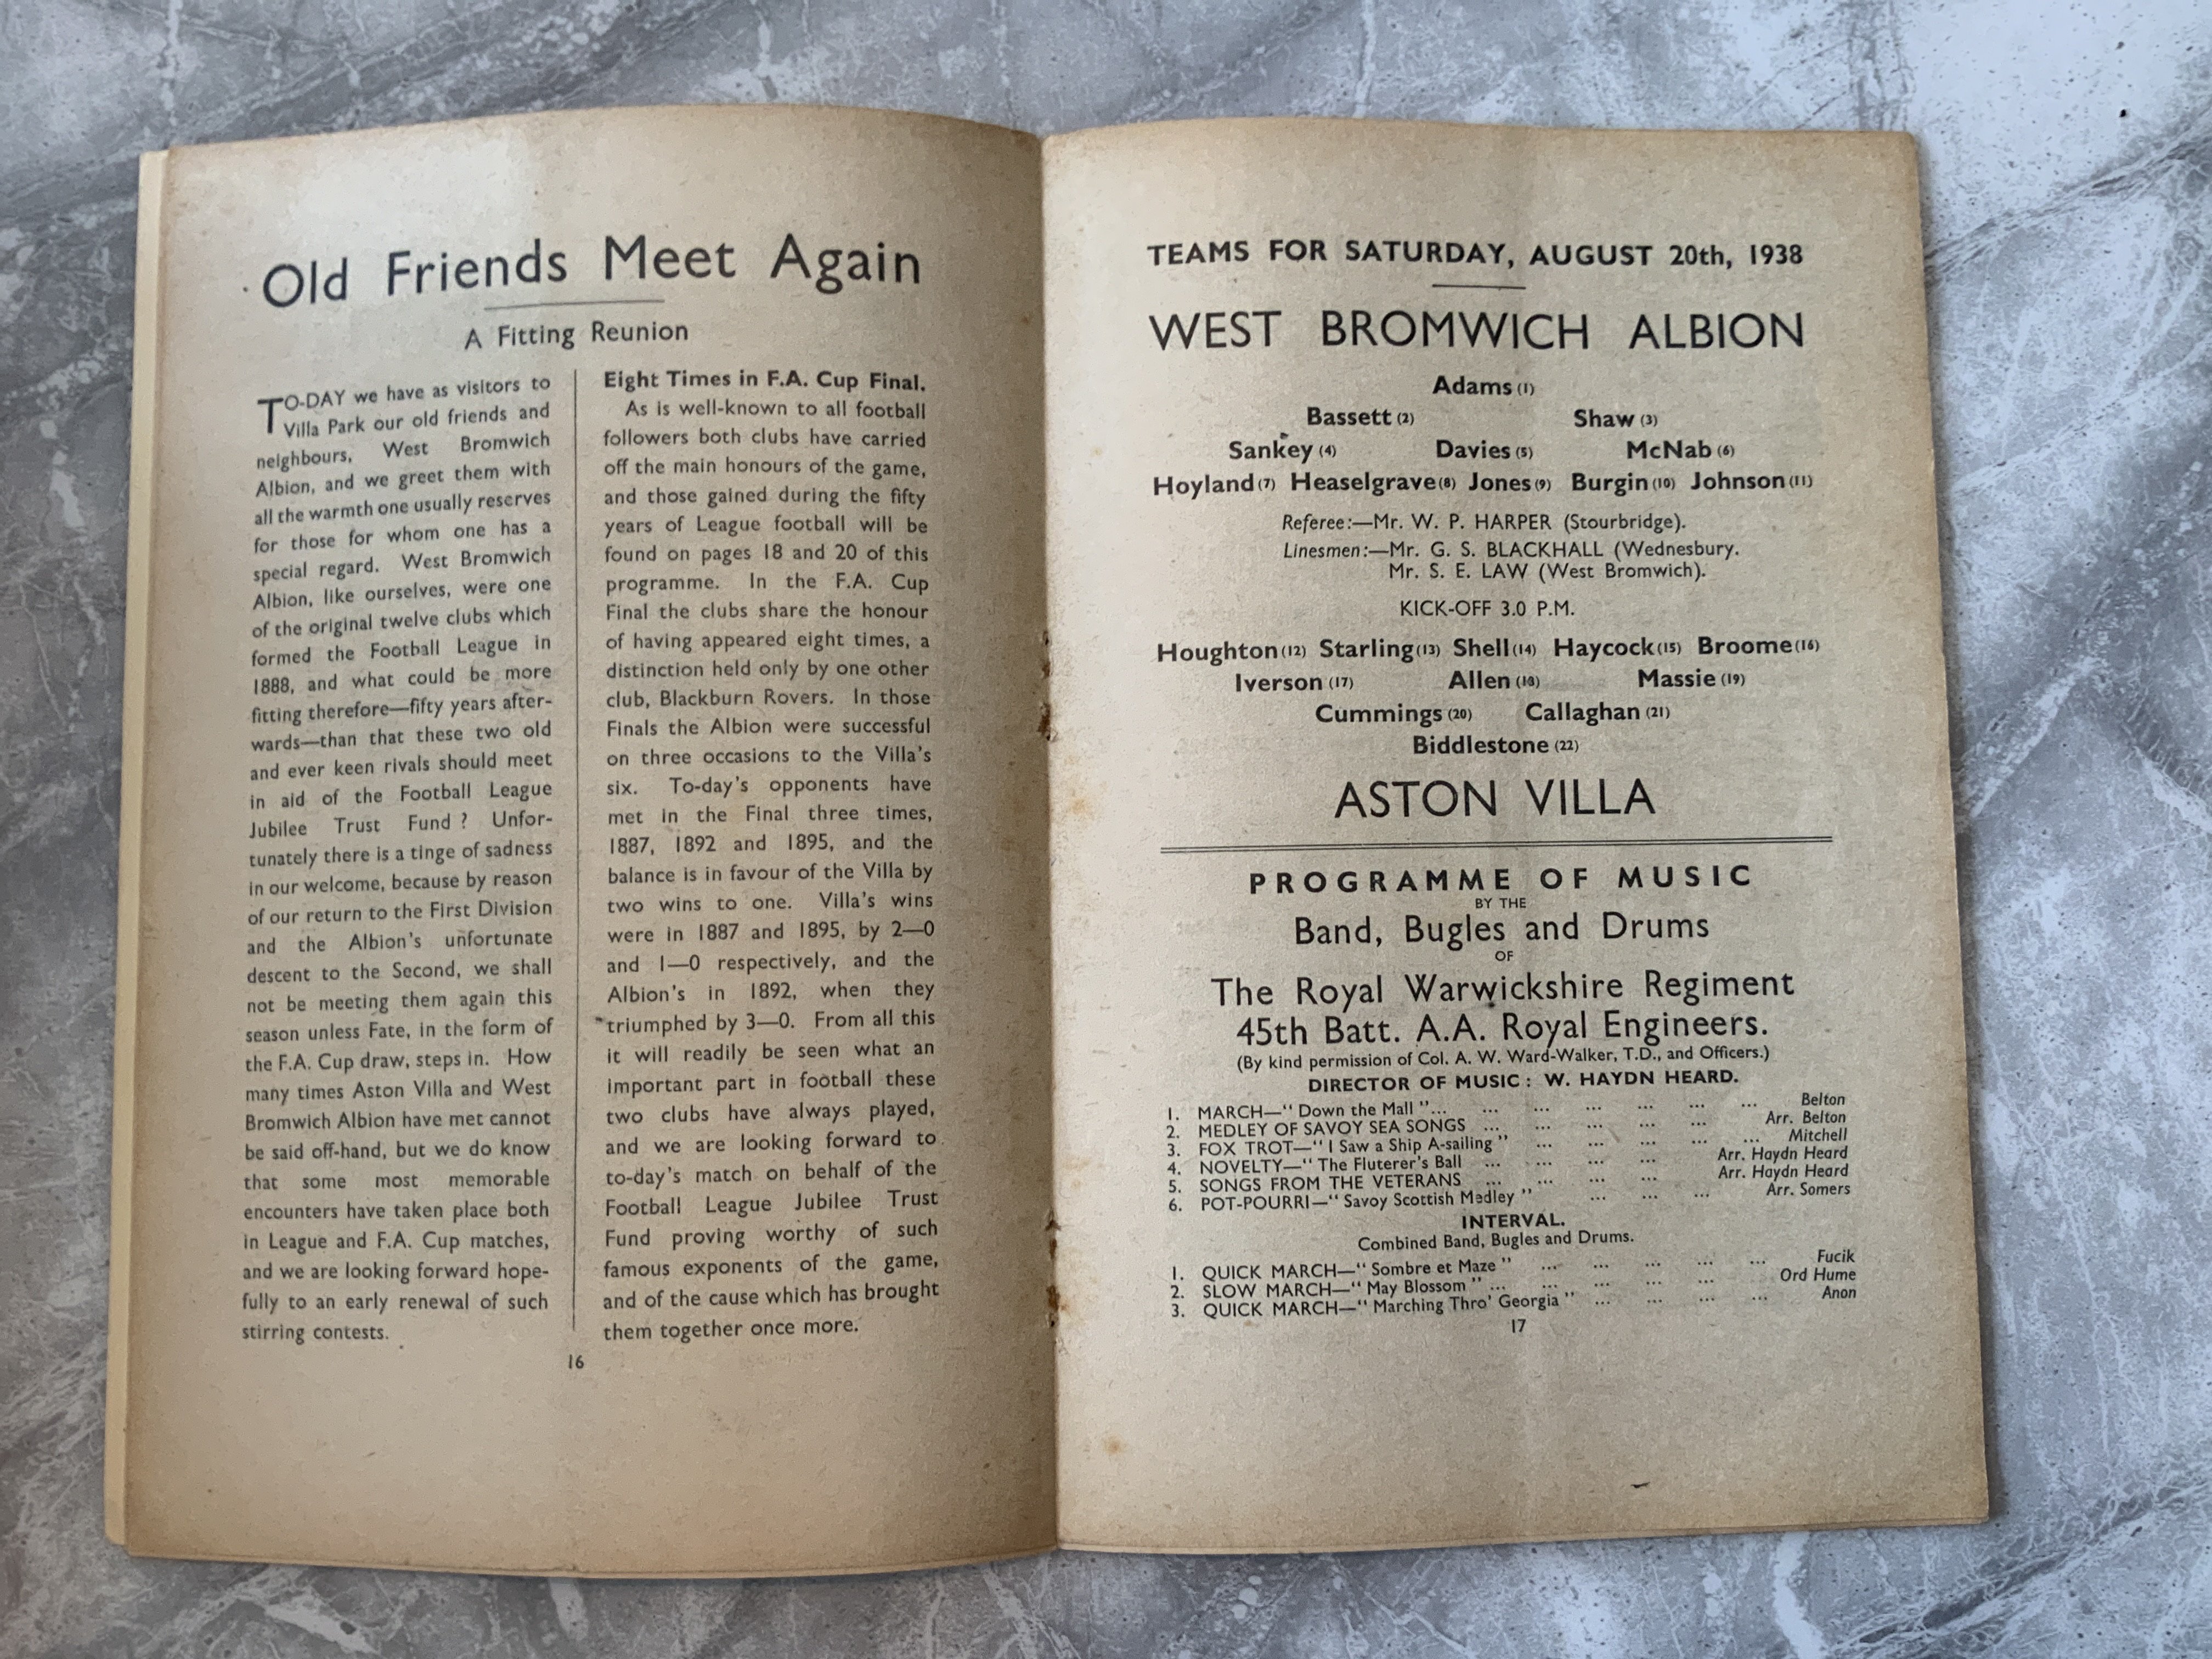 Old Friends Meet Again
A Fitting Reunion
TO-DAY we have as visitors to
Villa Park our old friends and
neighbours, West Bromwich
Albion, and we greet them with
all the warmth one usually reserves
for those for whom one has a
special regard. West Bromwich
Albion, like ourselves, were one
of the original twelve clubs which
formed the Football League in
1888, and what could be more
fitting therefore—fifty years after-
wards—than that these two old
and ever keen rivals should meet
in aid of the Football League
Jubilee Trust Fund ? Unfor-
tunately there is a tinge of sadness
in our welcome, because by reason
of our return to the First Division
and the Albion's unfortunate
descent to the Second, we shall
not be meeting them again this
season unless Fate, in the form of
the F.A. Cup draw, steps in. How
many times Aston Villa and West
Bromwich Albion have met cannot
be said off-hand, but we do know
that some most memorable
encounters have taken place both
in League and F.A. Cup matches,
and we are looking forward hope-
fully to an early renewal of such
stirring contests.
Eight Times in F.A. Cup Final.
As is well-known to all football
followers both clubs have carried
off the main honours of the game,
and those gained during the fifty
years of League football will be
found on pages 18 and 20 of this
programme. In the F.A. Cup
Final the clubs share the honour
of having appeared eight times, a
distinction held only by one other
club, Blackburn Rovers. In those
Finals the Albion were successful
on three occasions to the Villa's
six. To-day's opponents have
met in the Final three times,
1887, 1892 and 1895, and the
balance is in favour of the Villa by
two wins to one. Villa's wins
were in 1887 and 1895, by 2—0
and 1—0 respectively, and the
Albion's in 1892, when they
triumphed by 3—0. From all this
it will readily be seen what an
important part in football these
two clubs have always played,
and we are looking forward to
to-day's match on behalf of the
Football League Jubilee Trust
Fund proving worthy of such
famous exponents of the game,
and of the cause which has brought
them together once more.
16
TEAMS FOR SATURDAY, AUGUST 20th, 1938
WEST BROMWICH ALBION
Adams (1)
Bassett (2) Shaw (3)
Sankey (4) Davies (5) McNab (6)
Hoyland (7) Heaselgrave (8) Jones (9) Burgin (10) Johnson (11)
Referee:—Mr. W. P. HARPER (Stourbridge).
Linesmen:—Mr. G. S. BLACKHALL (Wednesbury.
Mr. S. E. LAW (West Bromwich).
KICK-OFF 3.0 P.M.
Houghton (12) Starling (13) Shell (14) Haycock (15) Broome (16)
Iverson (17) Allen (18) Massie (19)
Cummings (20) Callaghan (21)
Biddlestone (22)
ASTON VILLA
PROGRAMME OF MUSIC
BY THE
Band, Bugles and Drums
OF
The Royal Warwickshire Regiment
45th Batt. A.A. Royal Engineers.
(By kind permission of Col. A. W. Ward-Walker, T.D., and Officers.)
DIRECTOR OF MUSIC : W. HAYDN HEARD.
1. MARCH—" Down the Mall "... ... ... ... ... ... ... Belton
2. MEDLEY OF SAVOY SEA SONGS ... ... ... ... ... Arr. Belton
3. FOX TROT—" I Saw a Ship A-sailing " ... ... ... ... ... Mitchell
4. NOVELTY—" The Fluterer's Ball ... ... ... ... Arr. Haydn Heard
5. SONGS FROM THE VETERANS ... ... ... ... Arr. Haydn Heard
6. POT-POURRI—" Savoy Scottish Medley " ... ... ... Arr. Somers
INTERVAL.
Combined Band, Bugles and Drums.
1. QUICK MARCH—" Sombre et Maze " ... ... ... ... ... Fucik
2. SLOW MARCH—" May Blossom " ... ... ... ... ... Ord Hume
3. QUICK MARCH—" Marching Thro' Georgia " ... ... ... ... Anon
17